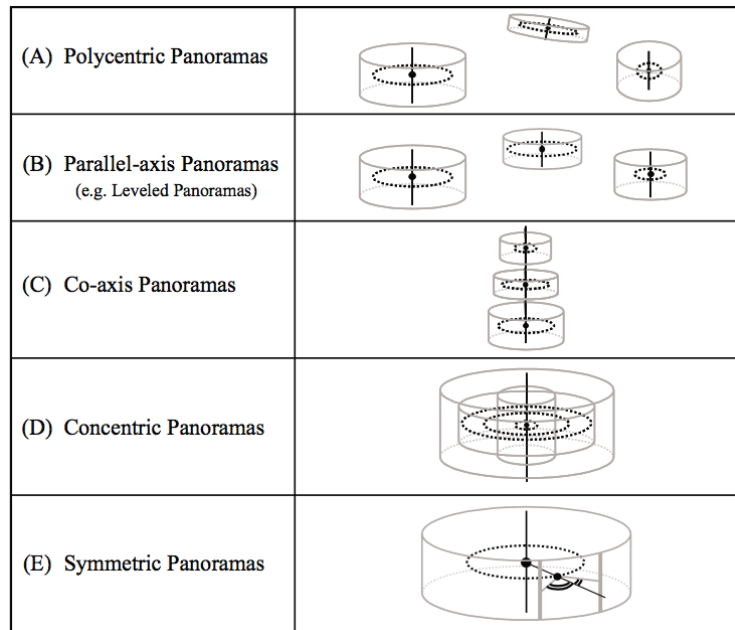 (A) Polycentric Panoramas
(B) Parallel-axis Panoramas
(e.g. Leveled Panoramas)
(C) Co-axis Panoramas
(D) Concentric Panoramas
(E) Symmetric Panoramas